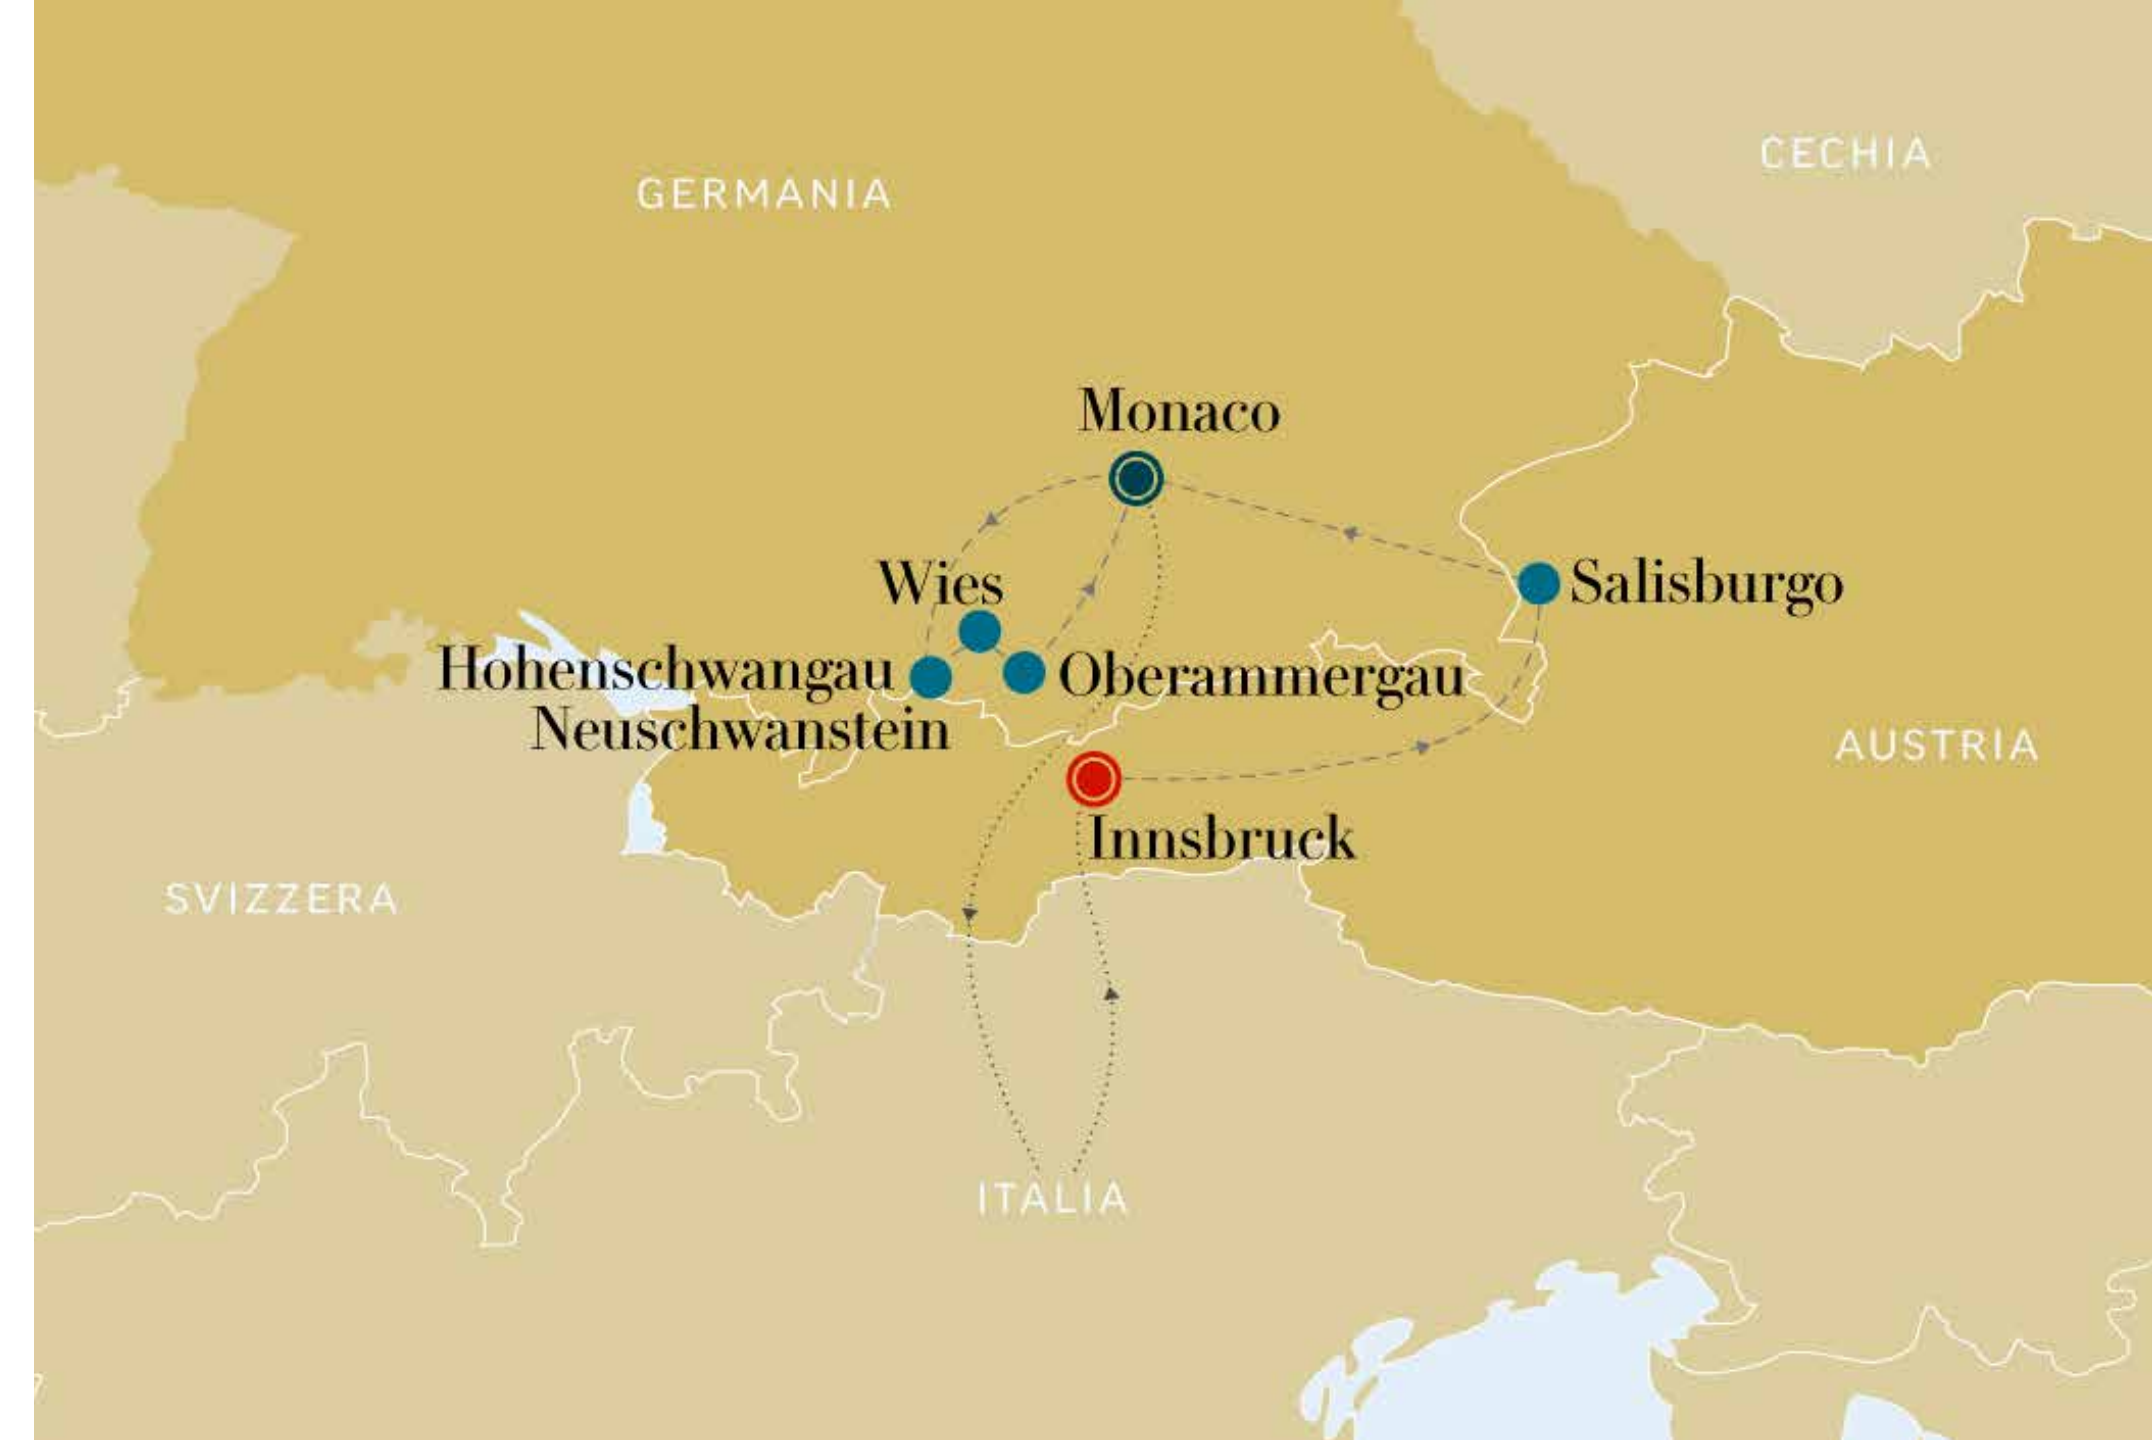 CECHIA
GERMANIA
Monaco
Wies
Salisburgo
Hohenschwangau
Oberammergau
Neuschwanstein
AUSTRIA
Innsbruck
SVIZZERA
ITALIA